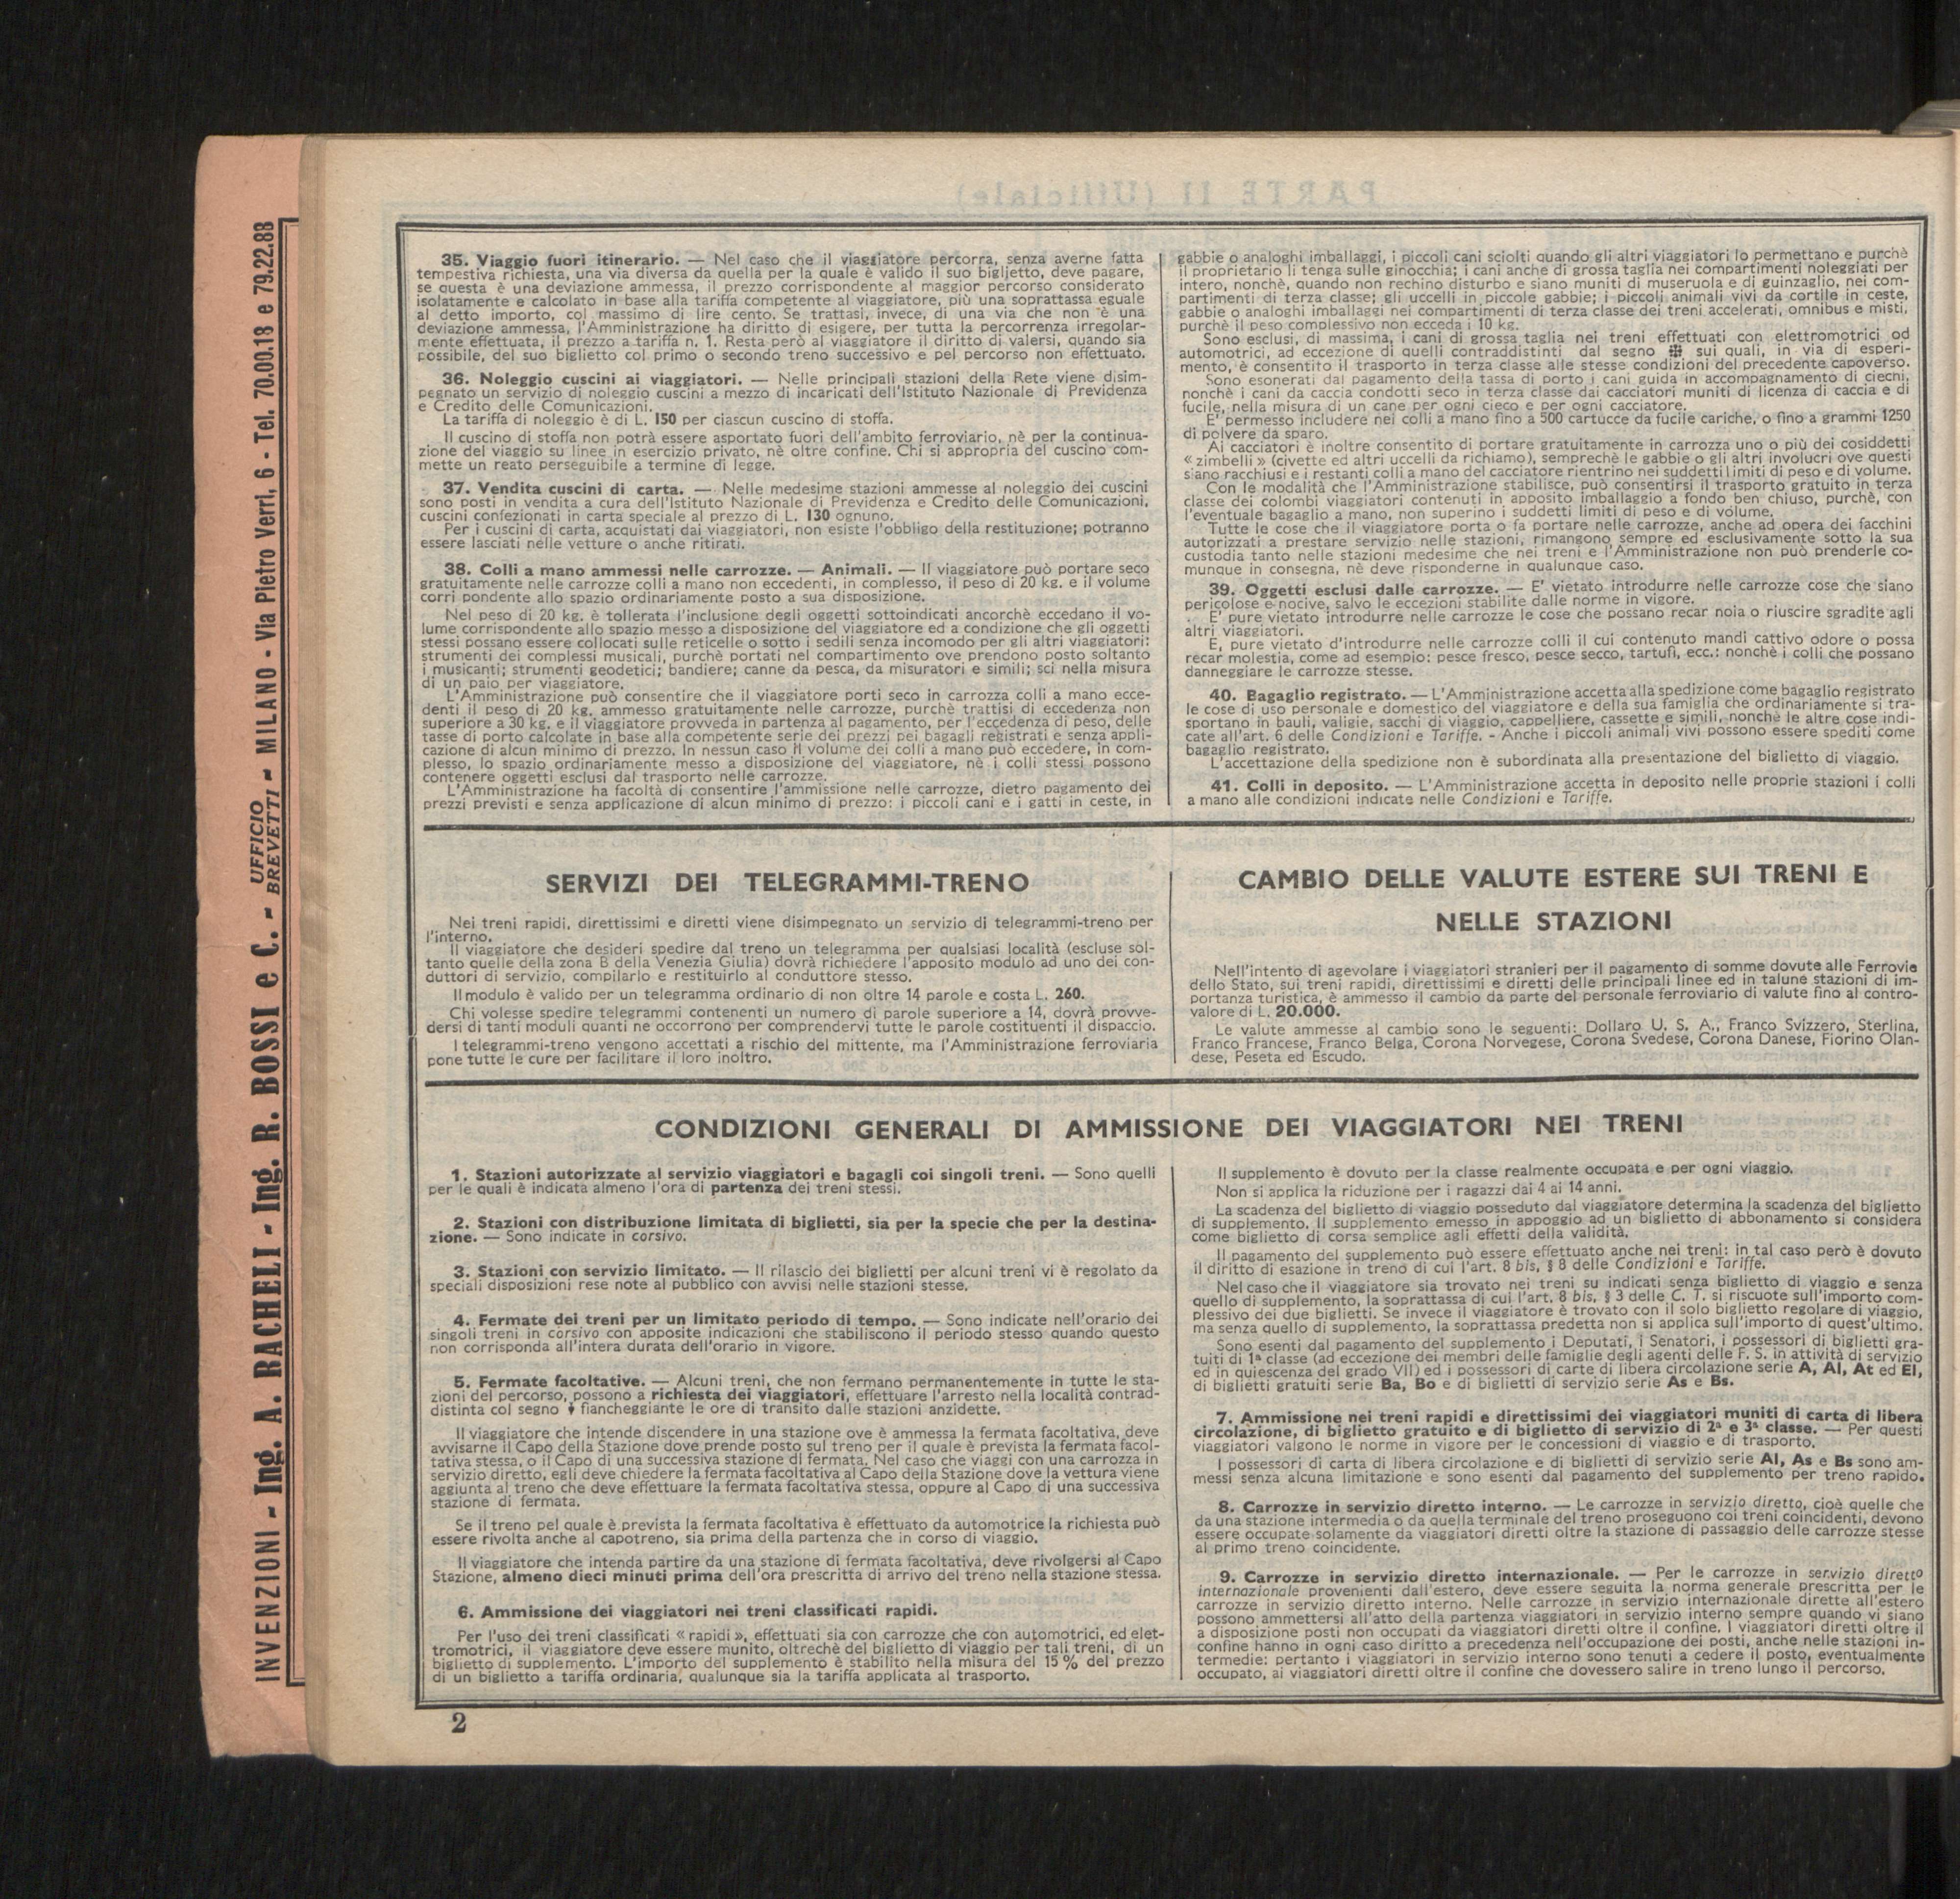 35. Viaggio fuori itinerario. — Nel caso che il viaggiatore percorra, senza averne fatta
tempestiva richiesta, una via diversa da quella per la quale è valido il suo biglietto, deve pagare,
se questa è una deviazione ammessa, il prezzo corrispondente al maggior percorso considerato
isolatamente e calcolato in base alla tariffa competente al viaggiatore, più una soprattassa eguale
al detto importo, col massimo di lire cento. Se trattasi, invece, di una via che non è una
deviazione ammessa, l'Amministrazione ha diritto di esigere, per tutta la percorrenza irregolar-
mente effettuata, il prezzo a tariffa n. 1. Resta però al viaggiatore il diritto di valersi, quando sia
possibile, del suo biglietto col primo o secondo treno successivo e pel percorso non effettuato.
36. Noleggio cuscini ai viaggiatori. — Nelle principali stazioni della Rete viene disim-
pegnato un servizio di noleggio cuscini a mezzo di incaricati dell'Istituto Nazionale di Previdenza
e Credito delle Comunicazioni.
La tariffa di noleggio è di L. 150 per ciascun cuscino di stoffa.
Il cuscino di stoffa non potrà essere asportato fuori dell'ambito ferroviario, nè per la continua-
zione del viaggio su linee in esercizio privato, nè oltre confine. Chi si appropria del cuscino com-
mette un reato perseguibile a termine di legge.
37. Vendita cuscini di carta. — Nelle medesime stazioni ammesse al noleggio dei cuscini
sono posti in vendita a cura dell'Istituto Nazionale di Previdenza e Credito delle Comunicazioni,
cuscini confezionati in carta speciale al prezzo di L. 130 ognuno.
Per i cuscini di carta, acquistati dai viaggiatori, non esiste l'obbligo della restituzione; potranno
essere lasciati nelle vetture o anche ritirati.
38. Colli a mano ammessi nelle carrozze. — Animali. — Il viaggiatore può portare seco
gratuitamente nelle carrozze colli a mano non eccedenti, in complesso, il peso di 20 kg. e il volume
corri pondente allo spazio ordinariamente posto a sua disposizione.
Nel peso di 20 kg. è tollerata l'inclusione degli oggetti sottoindicati ancorchè eccedano il vo-
lume corrispondente allo spazio messo a disposizione del viaggiatore ed a condizione che gli oggetti
stessi possano essere collocati sulle reticelle o sotto i sedili senza incomodo per gli altri viaggiatori:
strumenti dei complessi musicali, purchè portati nel compartimento ove prendono posto soltanto
i musicanti; strumenti geodetici; bandiere; canne da pesca, da misuratori e simili; sci nella misura
di un paio per viaggiatore.
L'Amministrazione può consentire che il viaggiatore porti seco in carrozza colli a mano ecce-
denti il peso di 20 kg. ammesso gratuitamente nelle carrozze, purchè trattisi di eccedenza non
superiore a 30 kg. e il viaggiatore provveda in partenza al pagamento, per l'eccedenza di peso, delle
tasse di porto calcolate in base alla competente serie dei prezzi pei bagagli registrati e senza appli-
cazione di alcun minimo di prezzo. In nessun caso il volume dei colli a mano può eccedere, in com-
plesso, lo spazio ordinariamente messo a disposizione del viaggiatore, nè i colli stessi possono
contenere oggetti esclusi dal trasporto nelle carrozze.
L'Amministrazione ha facoltà di consentire l'ammissione nelle carrozze, dietro pagamento dei
prezzi previsti e senza applicazione di alcun minimo di prezzo: i piccoli cani e i gatti in ceste, in
gabbie o analoghi imballaggi, i piccoli cani sciolti quando gli altri viaggiatori lo permettano e purchè
il proprietario li tenga sulle ginocchia; i cani anche di grossa taglia nei compartimenti noleggiati per
intero, nonchè, quando non rechino disturbo e siano muniti di museruola e di guinzaglio, nei com-
partimenti di terza classe; gli uccelli in piccole gabbie; i piccoli animali vivi da cortile in ceste,
gabbie o analoghi imballaggi nei compartimenti di terza classe dei treni accelerati, omnibus e misti,
purchè il peso complessivo non ecceda i 10 kg.
Sono esclusi, di massima, i cani di grossa taglia nei treni effettuati con elettromotrici od
automotrici, ad eccezione di quelli contraddistinti dal segno sui quali, in via di esperi-
mento, è consentito il trasporto in terza classe alle stesse condizioni del precedente capoverso.
Sono esonerati dal pagamento della tassa di porto i cani guida in accompagnamento di ciechi,
nonchè i cani da caccia condotti seco in terza classe dai cacciatori muniti di licenza di caccia e di
fucile, nella misura di un cane per ogni cieco e per ogni cacciatore.
E' permesso includere nei colli a mano fino a 500 cartucce da fucile cariche, o fino a grammi 1250
di polvere da sparo.
Ai cacciatori è inoltre consentito di portare gratuitamente in carrozza uno o più dei cosiddetti
« zimbelli » (civette ed altri uccelli da richiamo), semprechè le gabbie o gli altri involucri ove questi
siano racchiusi e i restanti colli a mano del cacciatore rientrino nei suddetti limiti di peso e di volume.
Con le modalità che l'Amministrazione stabilisce, può consentirsi il trasporto gratuito in terza
classe dei colombi viaggiatori contenuti in apposito imballaggio a fondo ben chiuso, purchè, con
l'eventuale bagaglio a mano, non superino i suddetti limiti di peso e di volume.
Tutte le cose che il viaggiatore porta o fa portare nelle carrozze, anche ad opera dei facchini
autorizzati a prestare servizio nelle stazioni, rimangono sempre ed esclusivamente sotto la sua
custodia tanto nelle stazioni medesime che nei treni e l'Amministrazione non può prenderle co-
munque in consegna, nè deve risponderne in qualunque caso.
39. Oggetti esclusi dalle carrozze. — E' vietato introdurre nelle carrozze cose che siano
pericolose e nocive, salvo le eccezioni stabilite dalle norme in vigore.
E' pure vietato introdurre nelle carrozze le cose che possano recar noia o riuscire sgradite agli
altri viaggiatori.
E, pure vietato d'introdurre nelle carrozze colli il cui contenuto mandi cattivo odore o possa
recar molestia, come ad esempio: pesce fresco, pesce secco, tartufi, ecc.: nonchè i colli che possano
danneggiare le carrozze stesse.
40. Bagaglio registrato. — L'Amministrazione accetta alla spedizione come bagaglio registrato
le cose di uso personale e domestico del viaggiatore e della sua famiglia che ordinariamente si tra-
sportano in bauli, valigie, sacchi di viaggio, cappelliere, cassette e simili, nonchè le altre cose indi-
cate all'art. 6 delle Condizioni e Tariffe. - Anche i piccoli animali vivi possono essere spediti come
bagaglio registrato.
L'accettazione della spedizione non è subordinata alla presentazione del biglietto di viaggio.
41. Colli in deposito. — L'Amministrazione accetta in deposito nelle proprie stazioni i colli
a mano alle condizioni indicate nelle Condizioni e Tariffe.
SERVIZI DEI TELEGRAMMI-TRENO
Nei treni rapidi, direttissimi e diretti viene disimpegnato un servizio di telegrammi-treno per
l'interno.
Il viaggiatore che desideri spedire dal treno un telegramma per qualsiasi località (escluse sol-
tanto quelle della zona B della Venezia Giulia) dovrà richiedere l'apposito modulo ad uno dei con-
duttori di servizio, compilarlo e restituirlo al conduttore stesso.
Il modulo è valido per un telegramma ordinario di non oltre 14 parole e costa L. 260.
Chi volesse spedire telegrammi contenenti un numero di parole superiore a 14, dovrà provve-
dersi di tanti moduli quanti ne occorrono per comprendervi tutte le parole costituenti il dispaccio.
I telegrammi-treno vengono accettati a rischio del mittente, ma l'Amministrazione ferroviaria
pone tutte le cure per facilitare il loro inoltro.
CAMBIO DELLE VALUTE ESTERE SUI TRENI E
NELLE STAZIONI
Nell'intento di agevolare i viaggiatori stranieri per il pagamento di somme dovute alle Ferrovie
dello Stato, sui treni rapidi, direttissimi e diretti delle principali linee ed in talune stazioni di im-
portanza turistica, è ammesso il cambio da parte del personale ferroviario di valute fino al contro-
valore di L. 20.000.
Le valute ammesse al cambio sono le seguenti: Dollaro U. S. A., Franco Svizzero, Sterlina,
Franco Francese, Franco Belga, Corona Norvegese, Corona Svedese, Corona Danese, Fiorino Olan-
dese, Peseta ed Escudo.
CONDIZIONI GENERALI DI AMMISSIONE DEI VIAGGIATORI NEI TRENI
1. Stazioni autorizzate al servizio viaggiatori e bagagli coi singoli treni. — Sono quelli
per le quali è indicata almeno l'ora di partenza dei treni stessi.
2. Stazioni con distribuzione limitata di biglietti, sia per la specie che per la destina-
zione. — Sono indicate in corsivo.
3. Stazioni con servizio limitato. — Il rilascio dei biglietti per alcuni treni vi è regolato da
speciali disposizioni rese note al pubblico con avvisi nelle stazioni stesse.
4. Fermate dei treni per un limitato periodo di tempo. — Sono indicate nell'orario dei
singoli treni in corsivo con apposite indicazioni che stabiliscono il periodo stesso quando questo
non corrisponda all'intera durata dell'orario in vigore.
5. Fermate facoltative. — Alcuni treni, che non fermano permanentemente in tutte le sta-
zioni del percorso, possono a richiesta dei viaggiatori, effettuare l'arresto nella località contrad-
distinta col segno fiancheggiante le ore di transito dalle stazioni anzidette.
Il viaggiatore che intende discendere in una stazione ove è ammessa la fermata facoltativa, deve
avvisarne il Capo della Stazione dove prende posto sul treno per il quale è prevista la fermata facol-
tativa stessa, o il Capo di una successiva stazione di fermata. Nel caso che viaggi con una carrozza in
servizio diretto, egli deve chiedere la fermata facoltativa al Capo della Stazione dove la vettura viene
aggiunta al treno che deve effettuare la fermata facoltativa stessa, oppure al Capo di una successiva
stazione di fermata.
Se il treno pel quale è prevista la fermata facoltativa è effettuato da automotrice la richiesta può
essere rivolta anche al capotreno, sia prima della partenza che in corso di viaggio.
Il viaggiatore che intenda partire da una stazione di fermata facoltativa, deve rivolgersi al Capo
Stazione, almeno dieci minuti prima dell'ora prescritta di arrivo del treno nella stazione stessa.
6. Ammissione dei viaggiatori nei treni classificati rapidi.
Per l'uso dei treni classificati « rapidi », effettuati sia con carrozze che con automotrici, ed elet-
tromotrici, il viaggiatore deve essere munito, oltrechè del biglietto di viaggio per tali treni, di un
biglietto di supplemento. L'importo del supplemento è stabilito nella misura del 15 % del prezzo
di un biglietto a tariffa ordinaria, qualunque sia la tariffa applicata al trasporto.
Il supplemento è dovuto per la classe realmente occupata e per ogni viaggio.
Non si applica la riduzione per i ragazzi dai 4 ai 14 anni.
La scadenza del biglietto di viaggio posseduto dal viaggiatore determina la scadenza del biglietto
di supplemento. Il supplemento emesso in appoggio ad un biglietto di abbonamento si considera
come biglietto di corsa semplice agli effetti della validità.
Il pagamento del supplemento può essere effettuato anche nei treni: in tal caso però è dovuto
il diritto di esazione in treno di cui l'art. 8 bis, § 8 delle Condizioni e Tariffe.
Nel caso che il viaggiatore sia trovato nei treni su indicati senza biglietto di viaggio e senza
quello di supplemento, la soprattassa di cui l'art. 8 bis, § 3 delle C. T. si riscuote sull'importo com-
plessivo dei due biglietti. Se invece il viaggiatore è trovato con il solo biglietto regolare di viaggio,
ma senza quello di supplemento, la soprattassa predetta non si applica sull'importo di quest'ultimo.
Sono esenti dal pagamento del supplemento i Deputati, i Senatori, i possessori di biglietti gra-
tuiti di 1ª classe (ad eccezione dei membri delle famiglie degli agenti delle F. S. in attività di servizio
ed in quiescenza del grado VII) ed i possessori di carte di libera circolazione serie A, AI, At ed EI,
di biglietti gratuiti serie Ba, Bo e di biglietti di servizio serie As e Bs.
7. Ammissione nei treni rapidi e direttissimi dei viaggiatori muniti di carta di libera
circolazione, di biglietto gratuito e di biglietto di servizio di 2ª e 3ª classe. — Per questi
viaggiatori valgono le norme in vigore per le concessioni di viaggio e di trasporto.
I possessori di carta di libera circolazione e di biglietti di servizio serie AI, As e Bs sono am-
messi senza alcuna limitazione e sono esenti dal pagamento del supplemento per treno rapido.
8. Carrozze in servizio diretto interno. — Le carrozze in servizio diretto, cioè quelle che
da una stazione intermedia o da quella terminale del treno proseguono coi treni coincidenti, devono
essere occupate solamente da viaggiatori diretti oltre la stazione di passaggio delle carrozze stesse
al primo treno coincidente.
9. Carrozze in servizio diretto internazionale. — Per le carrozze in servizio diretto
internazionale provenienti dall'estero, deve essere seguita la norma generale prescritta per le
carrozze in servizio diretto interno. Nelle carrozze in servizio internazionale dirette all'estero
possono ammettersi all'atto della partenza viaggiatori in servizio interno sempre quando vi siano
a disposizione posti non occupati da viaggiatori diretti oltre il confine. I viaggiatori diretti oltre il
confine hanno in ogni caso diritto a precedenza nell'occupazione dei posti, anche nelle stazioni in-
termedie: pertanto i viaggiatori in servizio interno sono tenuti a cedere il posto, eventualmente
occupato, ai viaggiatori diretti oltre il confine che dovessero salire in treno lungo il percorso.
2
INVENZIONI - Ing. A. RACHELI - Ing. R. BOSSI e C. - UFFICIO BREVETTI - MILANO - Via Pietro Verri, 6 - Tel. 70.00.18 e 79.22.88